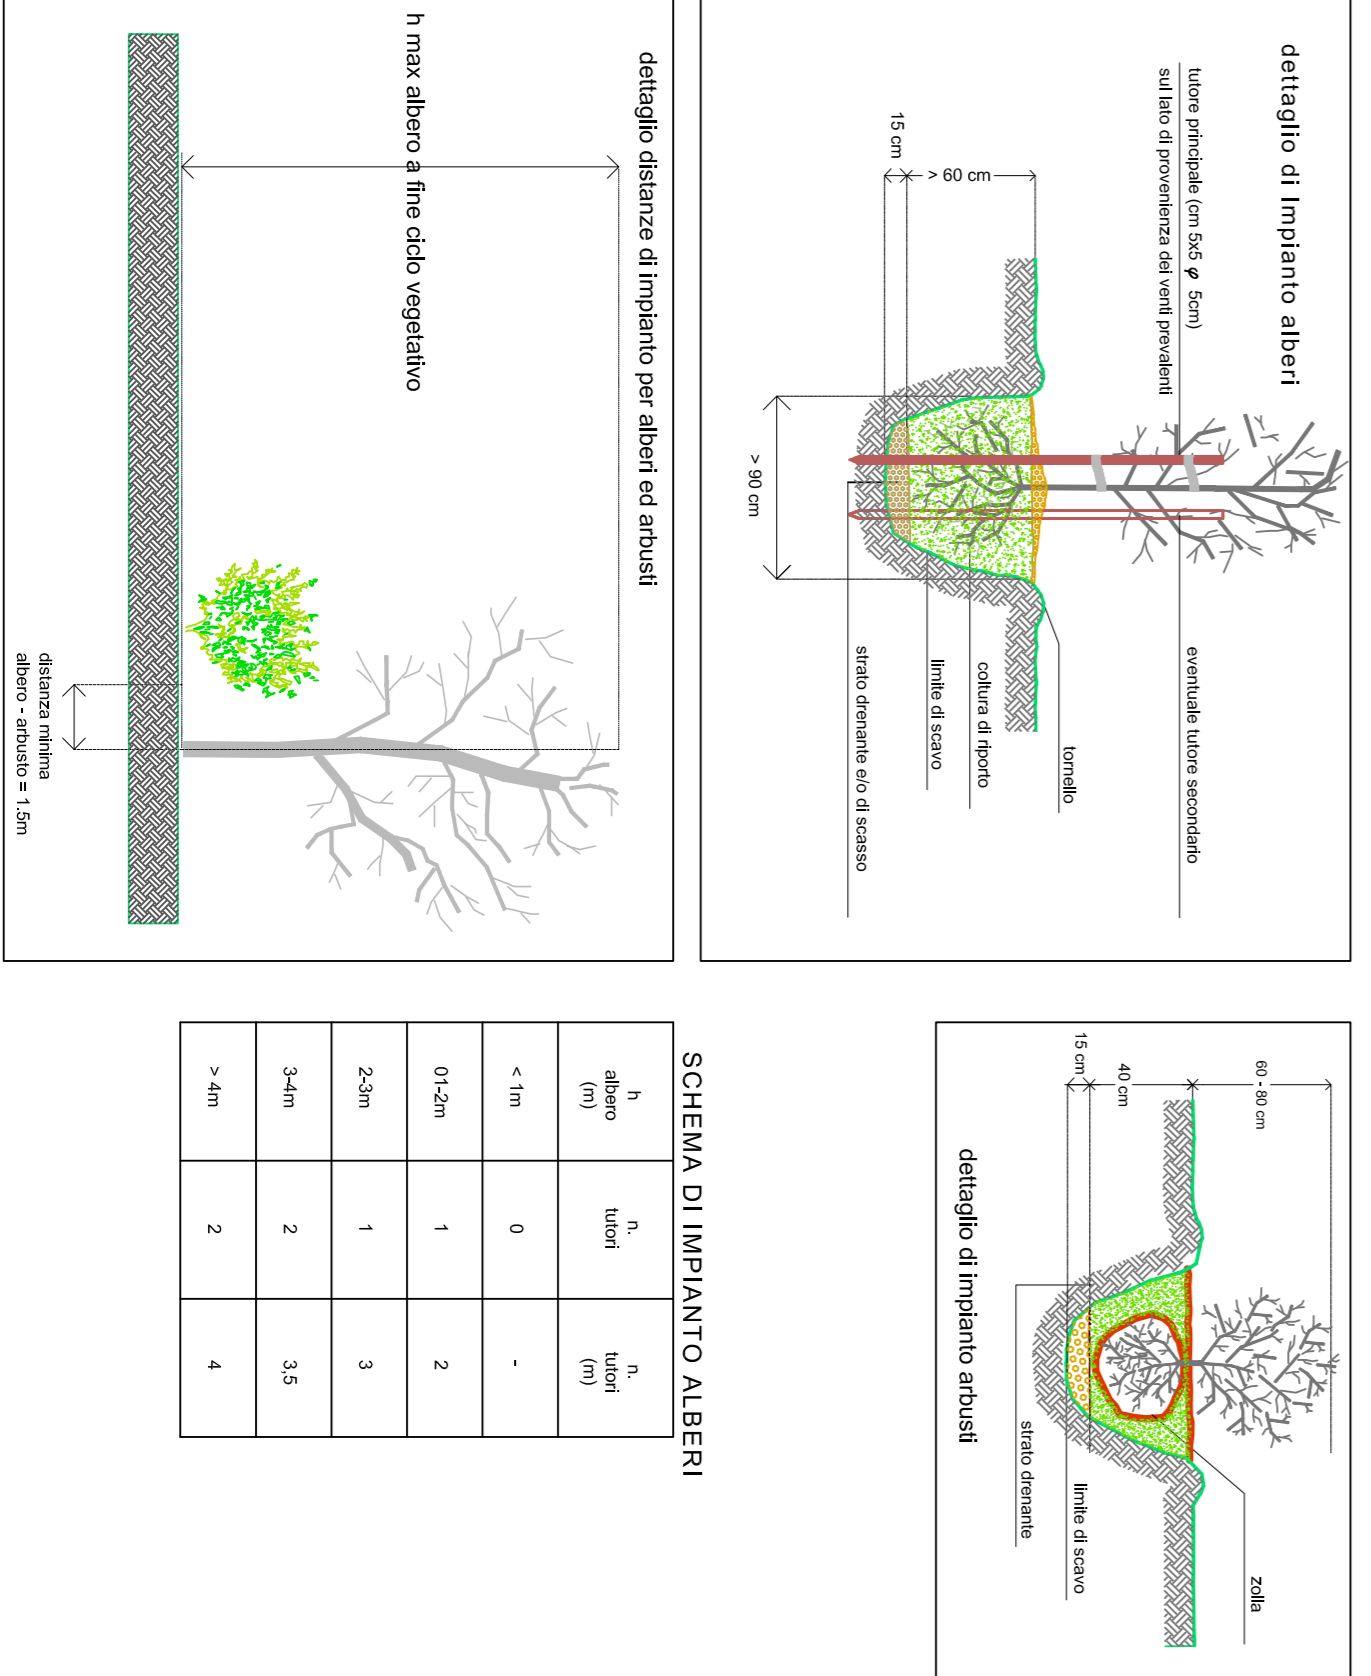 dettaglio di Impianto alberi
tutore principale (cm 5x5 φ 5cm)
sul lato di provenienza dei venti prevalenti
eventuale tutore secondario
15 cm
> 60 cm
> 90 cm
tornello
coltura di riporto
limite di scavo
strato drenante e/o di scasso
dettaglio distanze di impianto per alberi ed arbusti
h max albero a fine ciclo vegetativo
distanza minima
albero - arbusto = 1.5m
60 - 80 cm
40 cm
15 cm
zolla
limite di scavo
strato drenante
dettaglio di impianto arbusti
SCHEMA DI IMPIANTO ALBERI
h albero (m) n. tutori n. tutori (m)
< 1m 0 -
01-2m 1 2
2-3m 1 3
3-4m 2 3,5
> 4m 2 4